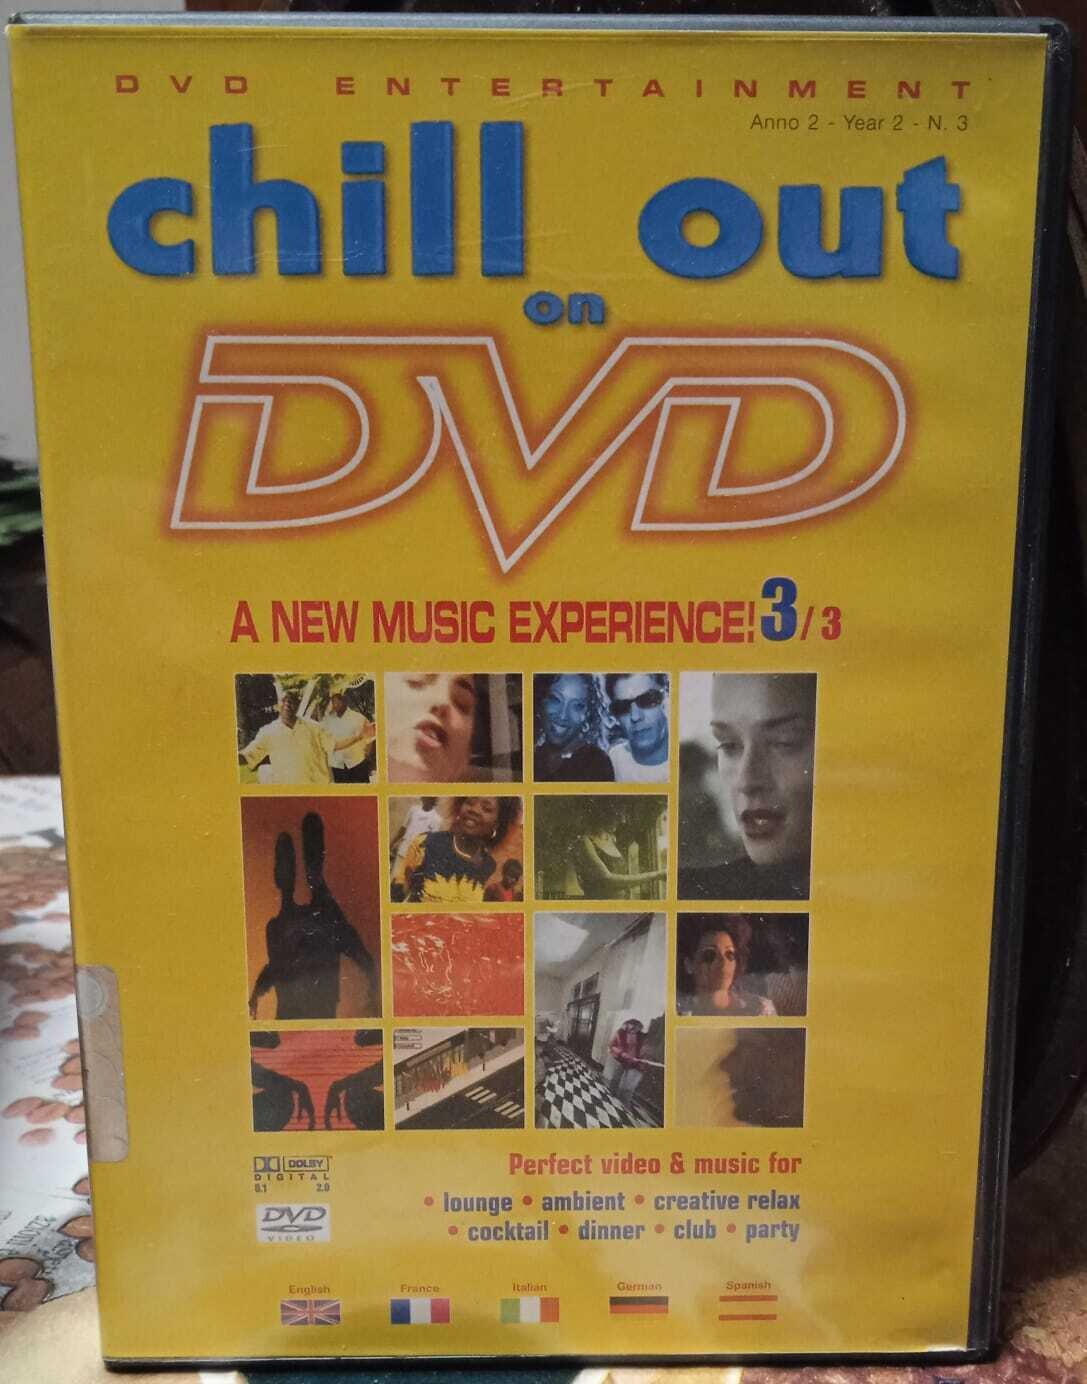 DVD ENTERTAINMENT
Anno 2 - Year 2 - N. 3
chill out
on
DVD
A NEW MUSIC EXPERIENCE! 3/3
Perfect video & music for
• lounge • ambient • creative relax
• cocktail • dinner • club • party
DOLBY
DIGITAL
5.1 2.0
DVD
VIDEO
English France Italian German Spanish